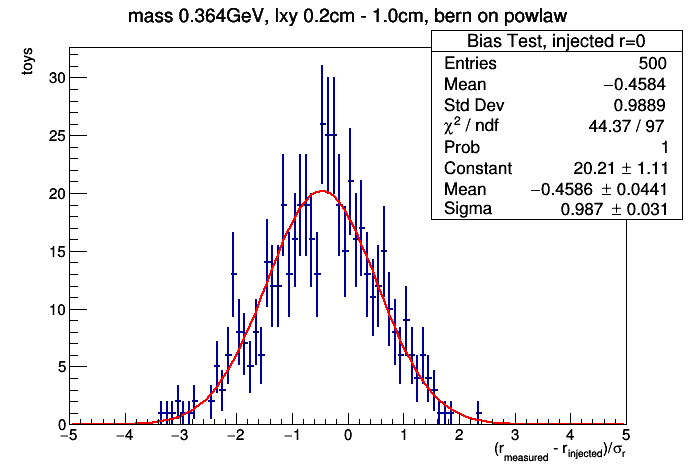 mass 0.364GeV, lxy 0.2cm - 1.0cm, bern on powlaw
Bias Test, injected r=0
Entries 500
Mean −0.4584
Std Dev 0.9889
χ² / ndf 44.37 / 97
Prob 1
Constant 20.21 ± 1.11
Mean −0.4586 ± 0.0441
Sigma 0.987 ± 0.031
toys
30
25
20
15
10
5
0
−5 −4 −3 −2 −1 0 1 2 3 4 5
(r_measured - r_injected)/σ_r